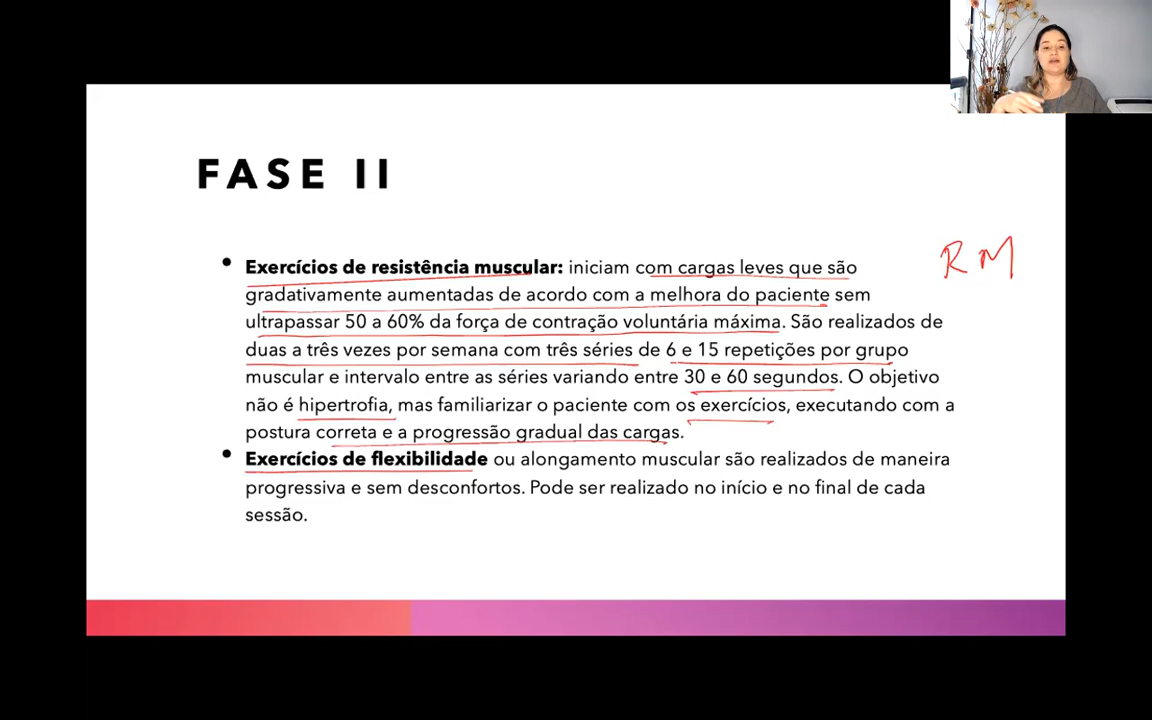 FASE II
• Exercícios de resistência muscular: iniciam com cargas leves que são
RM
gradativamente aumentadas de acordo com a melhora do paciente sem
ultrapassar 50 a 60% da força de contração voluntária máxima. São realizados de
duas a três vezes por semana com três séries de 6 e 15 repetições por grupo
muscular e intervalo entre as séries variando entre 30 e 60 segundos. O objetivo
não é hipertrofia, mas familiarizar o paciente com os exercícios, executando com a
postura correta e a progressão gradual das cargas.
• Exercícios de flexibilidade ou alongamento muscular são realizados de maneira
progressiva e sem desconfortos. Pode ser realizado no início e no final de cada
sessão.